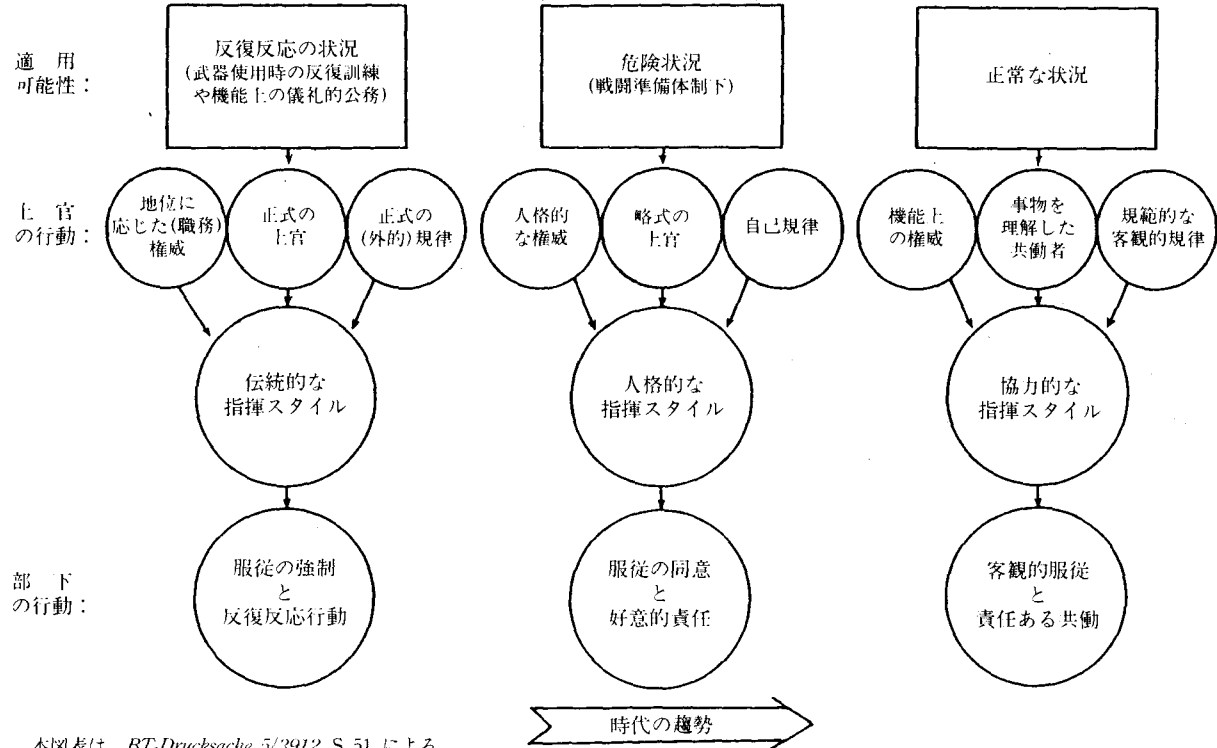 適用
可能性：
反復反応の状況
(武器使用時の反復訓練
や機能上の儀礼的公務)
危険状況
(戦闘準備体制下)
正常な状況
上官
の行動：
地位に
応じた(職務)
権威
正式の
上官
正式の
(外的)規律
人格的
な権威
略式の
上官
自己規律
機能上
の権威
事物を
理解した
共働者
規範的な
客観的規律
伝統的な
指揮スタイル
人格的な
指揮スタイル
協力的な
指揮スタイル
部下
の行動：
服従の強制
と
反復反応行動
服従の同意
と
好意的責任
客観的服従
と
責任ある共働
時代の趨勢
本図表は、BT-Drucksache 5/2912, S. 51 による